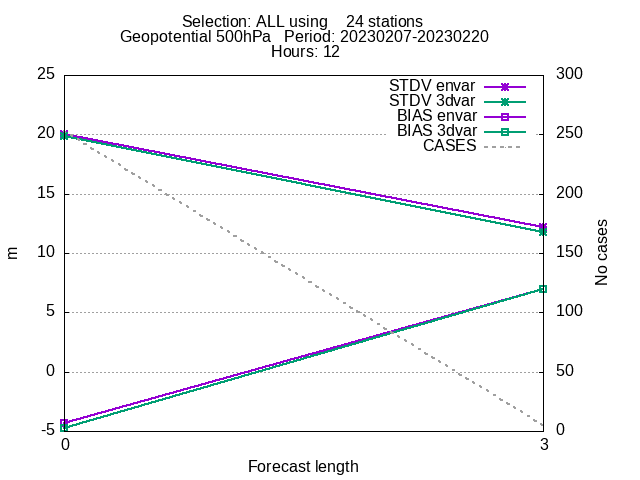 Selection: ALL using    24 stations
Geopotential 500hPa   Period: 20230207-20230220
Hours: 12
25
20
15
10
5
0
-5
m
STDV envar
STDV 3dvar
BIAS envar
BIAS 3dvar
CASES
300
250
200
150
100
50
0
No cases
0
3
Forecast length